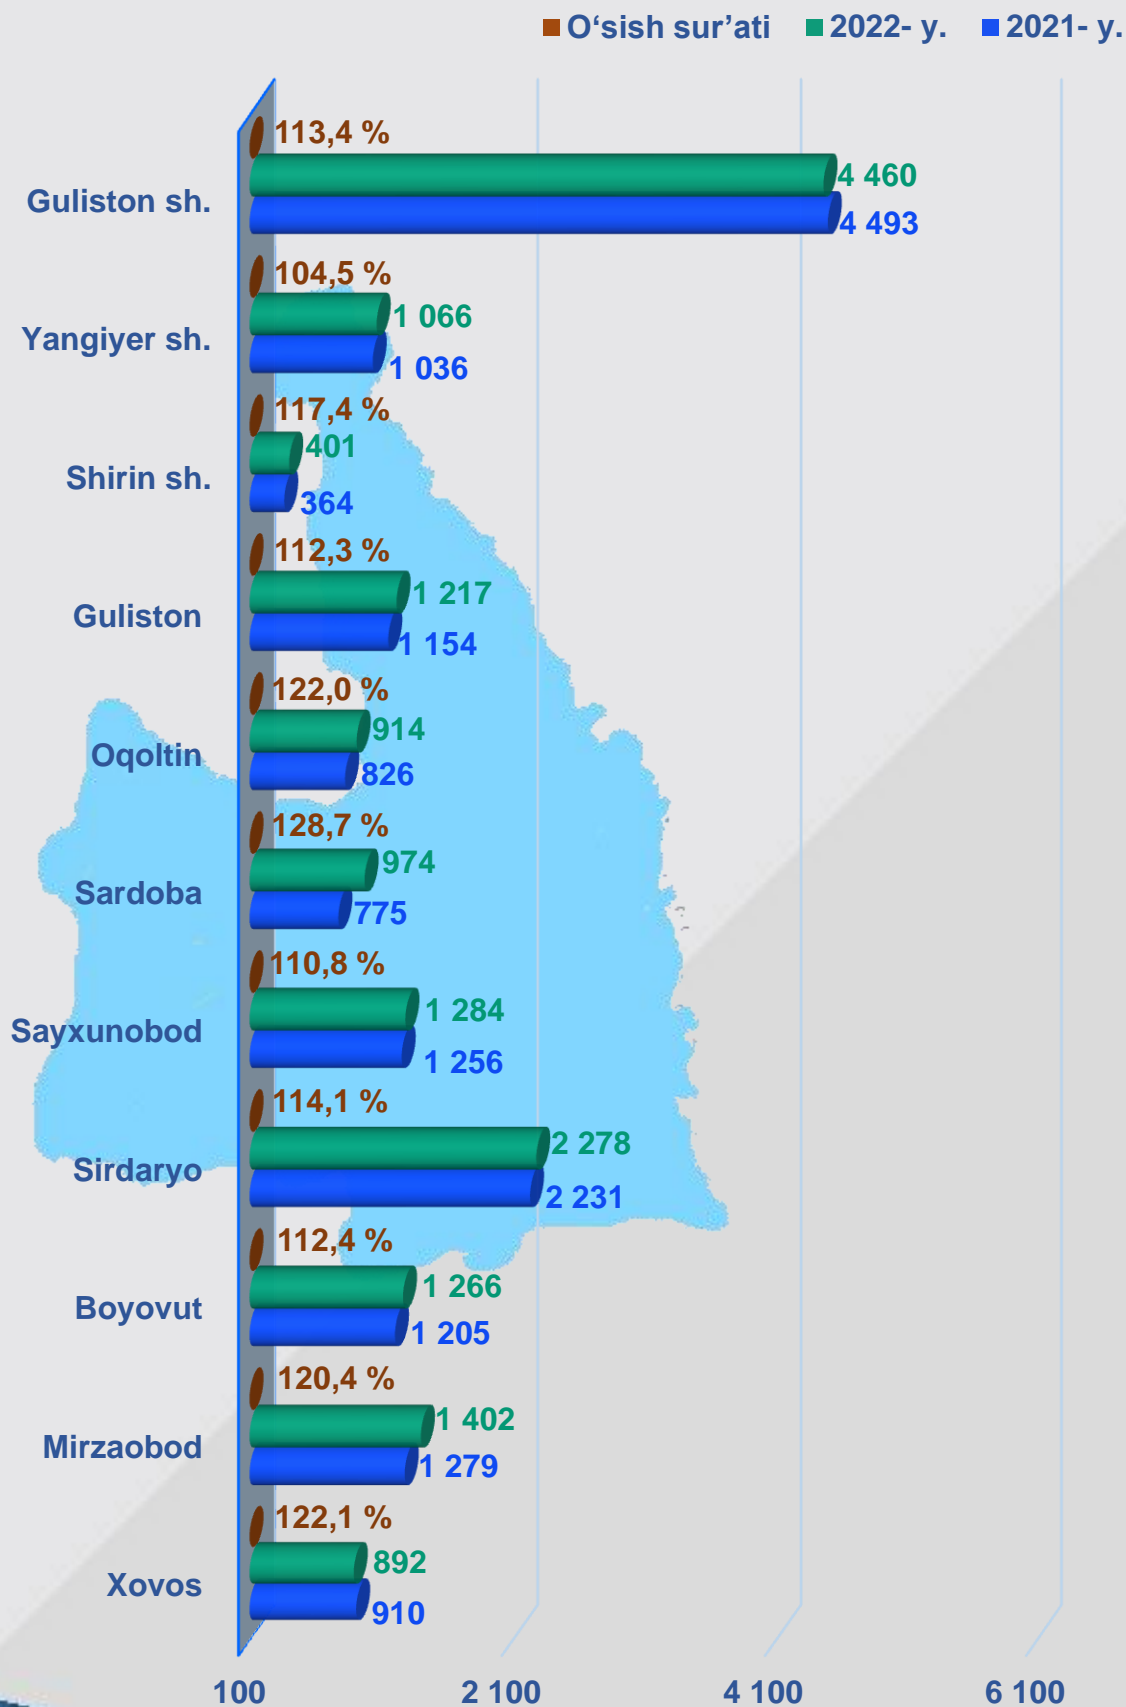 O‘sish sur’ati 2022- y. 2021- y.
113,4 %
4 460
Guliston sh.
4 493
104,5 %
1 066
Yangiyer sh.
1 036
117,4 %
401
Shirin sh.
364
112,3 %
1 217
Guliston
1 154
122,0 %
914
Oqoltin
826
128,7 %
974
Sardoba
775
110,8 %
1 284
Sayxunobod
1 256
114,1 %
2 278
Sirdaryo
2 231
112,4 %
1 266
Boyovut
1 205
120,4 %
1 402
Mirzaobod
1 279
122,1 %
892
Xovos
910
100 2 100 4 100 6 100